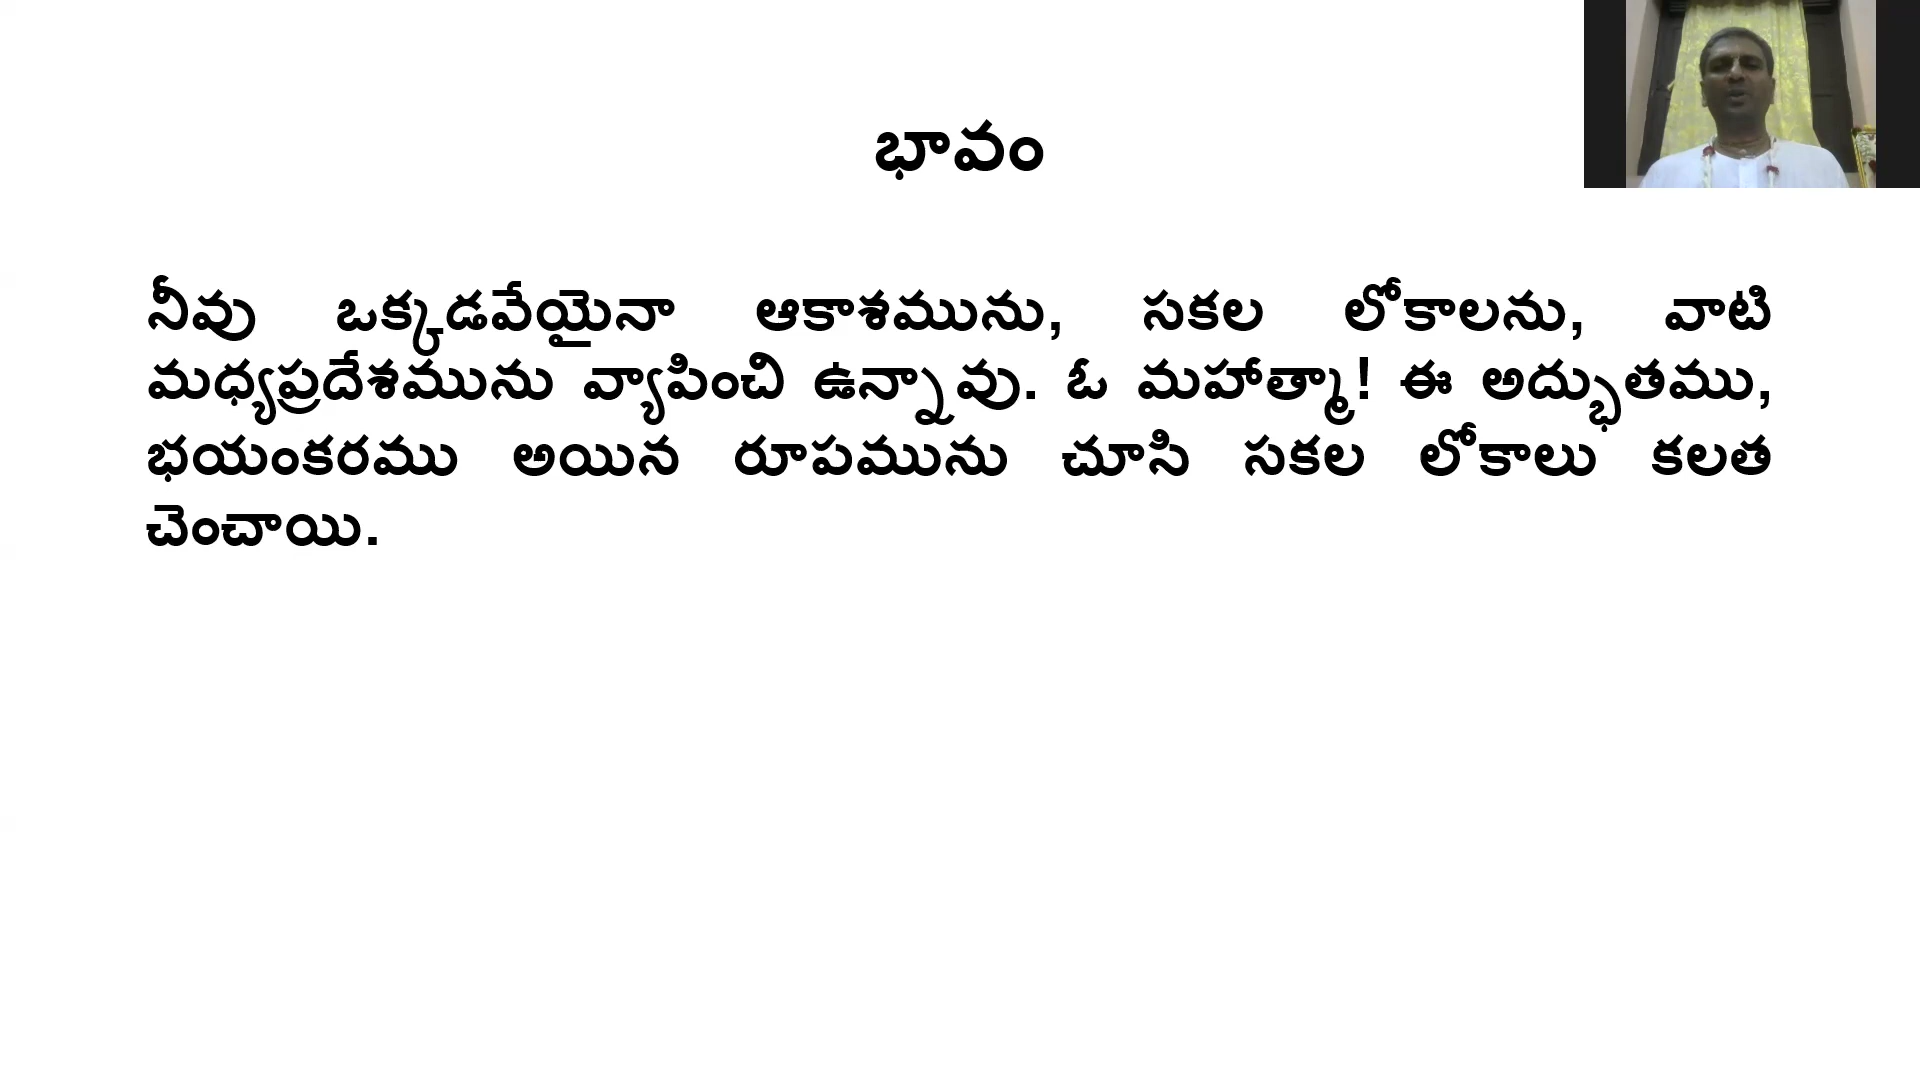 భావం
నీవు ఒక్కడవేయైనా ఆకాశమును, సకల లోకాలను, వాటి
మధ్యప్రదేశమును వ్యాపించి ఉన్నావు. ఓ మహాత్మా! ఈ అద్భుతము,
భయంకరము అయిన రూపమును చూసి సకల లోకాలు కలత
చెంచాయి.